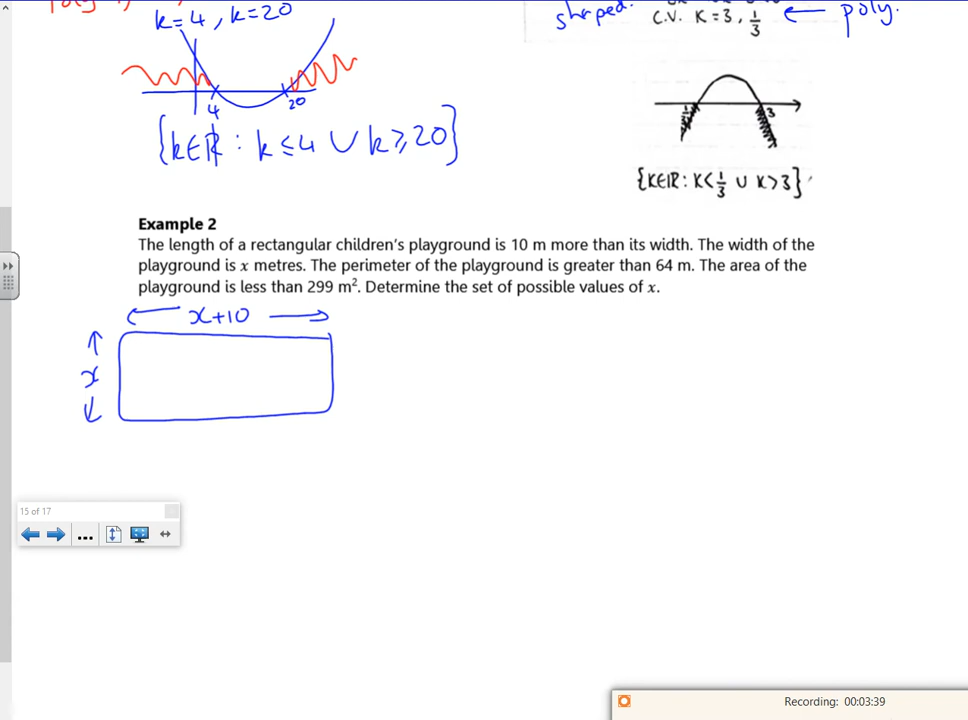 k=4, k=20
4
20
{k∈ℝ : k≤4 ∪ k≥20}
shaped.
C.V. K=3, 1/3 ← poly.
3
{K∈ℝ: K<1/3 ∪ K>3}
Example 2
The length of a rectangular children's playground is 10 m more than its width. The width of the
playground is x metres. The perimeter of the playground is greater than 64 m. The area of the
playground is less than 299 m². Determine the set of possible values of x.
← x+10 →
↑
x
↓
15 of 17
...
Recording: 00:03:39